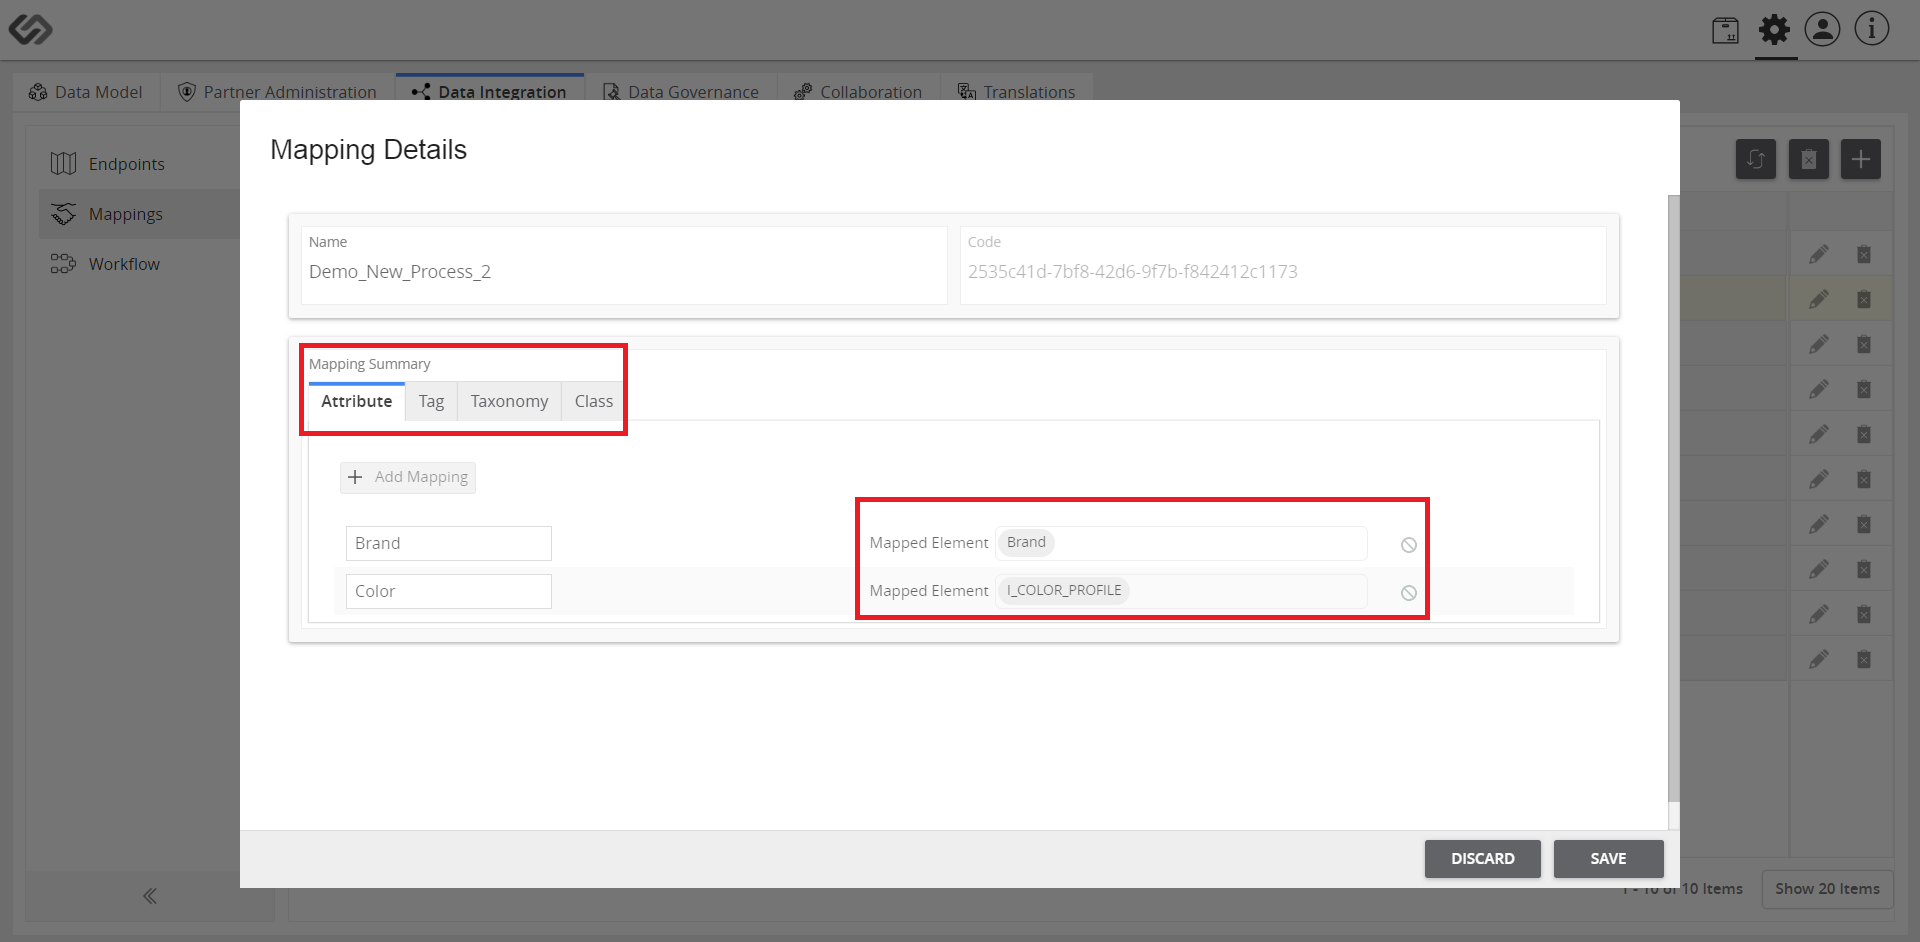 Data Model
Partner Administration
Data Integration
Data Governance
Collaboration
Translations
Endpoints
Mappings
Workflow
Mapping Details
Name
Demo_New_Process_2
Code
2535c41d-7bf8-42d6-9f7b-f842412c1173
Mapping Summary
Attribute
Tag
Taxonomy
Class
Add Mapping
Brand
Mapped Element
Brand
Color
Mapped Element
I_COLOR_PROFILE
DISCARD
SAVE
1 - 10 of 10 Items
Show 20 Items